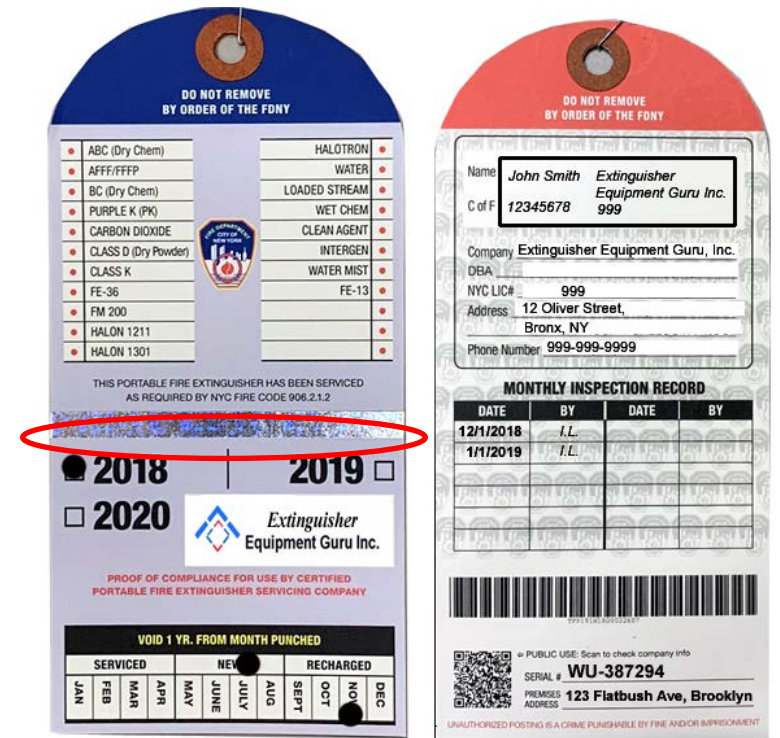 DO NOT REMOVE
BY ORDER OF THE FDNY
ABC (Dry Chem)
AFFF/FFFP
BC (Dry Chem)
PURPLE K (PK)
CARBON DIOXIDE
CLASS D (Dry Powder)
CLASS K
FE-36
FM 200
HALON 1211
HALON 1301
HALOTRON
WATER
LOADED STREAM
WET CHEM
CLEAN AGENT
INTERGEN
WATER MIST
FE-13
FIRE DEPARTMENT
CITY OF
NEW YORK
THIS PORTABLE FIRE EXTINGUISHER HAS BEEN SERVICED
AS REQUIRED BY NYC FIRE CODE 906.2.1.2
2018 2019
2020
Extinguisher
Equipment Guru Inc.
PROOF OF COMPLIANCE FOR USE BY CERTIFIED
PORTABLE FIRE EXTINGUISHER SERVICING COMPANY
VOID 1 YR. FROM MONTH PUNCHED
SERVICED NEW RECHARGED
JAN FEB MAR APR MAY JUNE JULY AUG SEPT OCT NOV DEC
DO NOT REMOVE
BY ORDER OF THE FDNY
Name John Smith Extinguisher
Equipment Guru Inc.
C of F 12345678 999
Company Extinguisher Equipment Guru, Inc.
DBA
NYC LIC# 999
Address 12 Oliver Street,
Bronx, NY
Phone Number 999-999-9999
MONTHLY INSPECTION RECORD
DATE BY DATE BY
12/1/2018 I.L.
1/1/2019 I.L.
PUBLIC USE: Scan to check company info
SERIAL # WU-387294
PREMISES
ADDRESS 123 Flatbush Ave, Brooklyn
UNAUTHORIZED POSTING IS A CRIME PUNISHABLE BY FINE AND/OR IMPRISONMENT